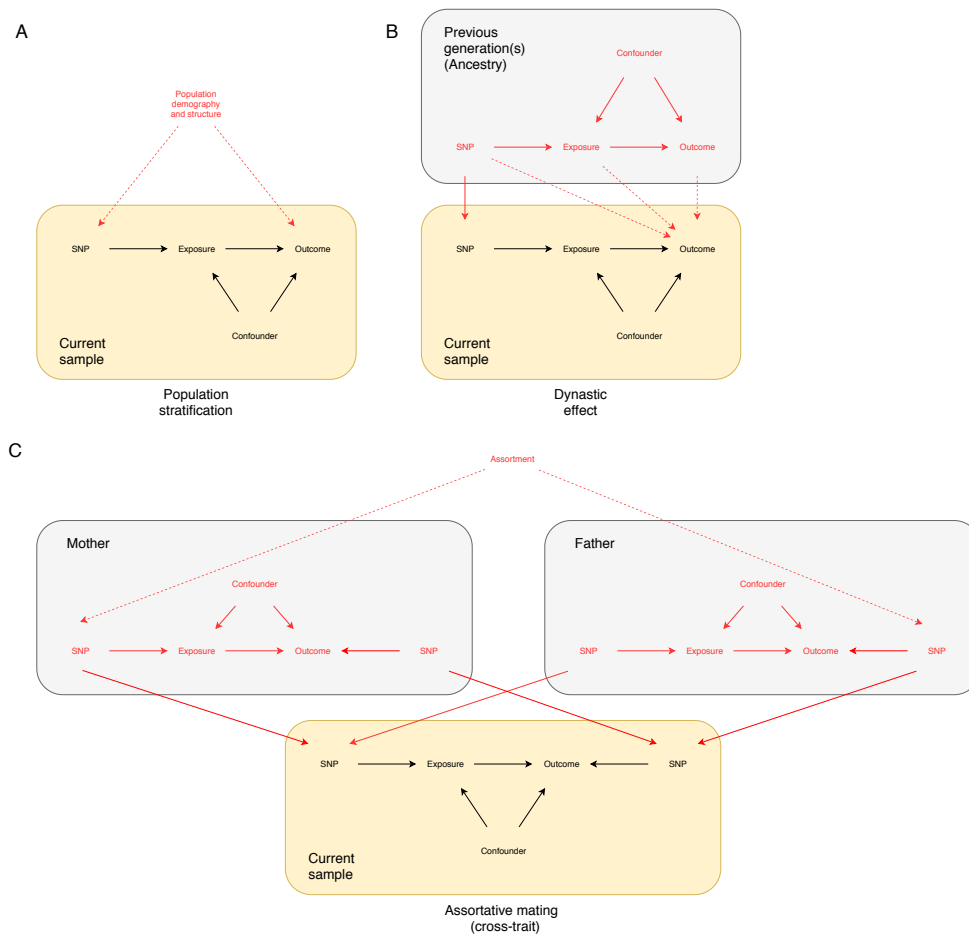 A
Population
demography
and structure
SNP
Exposure
Outcome
Confounder
Current
sample
Population
stratification
B
Previous
generation(s)
(Ancestry)
Confounder
SNP
Exposure
Outcome
SNP
Exposure
Outcome
Confounder
Current
sample
Dynastic
effect
C
Assortment
Mother
Confounder
SNP
Exposure
Outcome
SNP
Father
Confounder
SNP
Exposure
Outcome
SNP
SNP
Exposure
Outcome
SNP
Confounder
Current
sample
Assortative mating
(cross-trait)